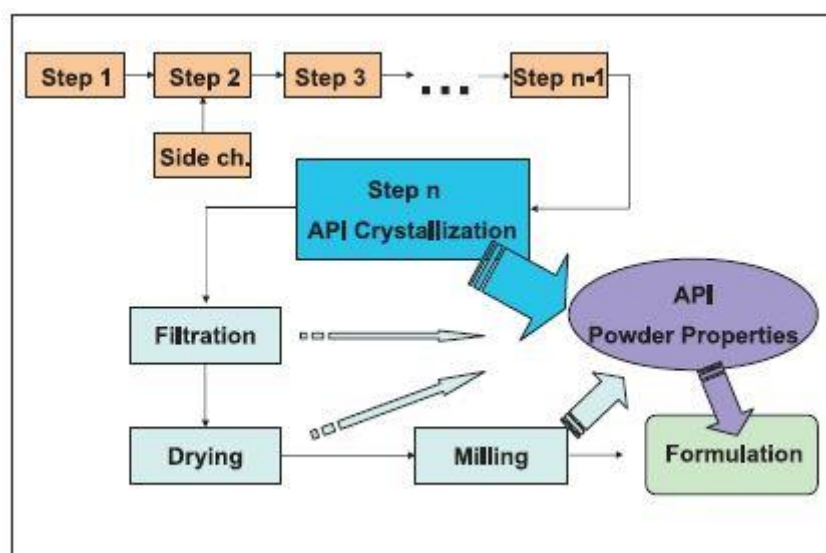 Step 1
Step 2
Step 3
...
Step n-1
Side ch.
Step n
API Crystallization
API
Powder Properties
Filtration
Drying
Milling
Formulation